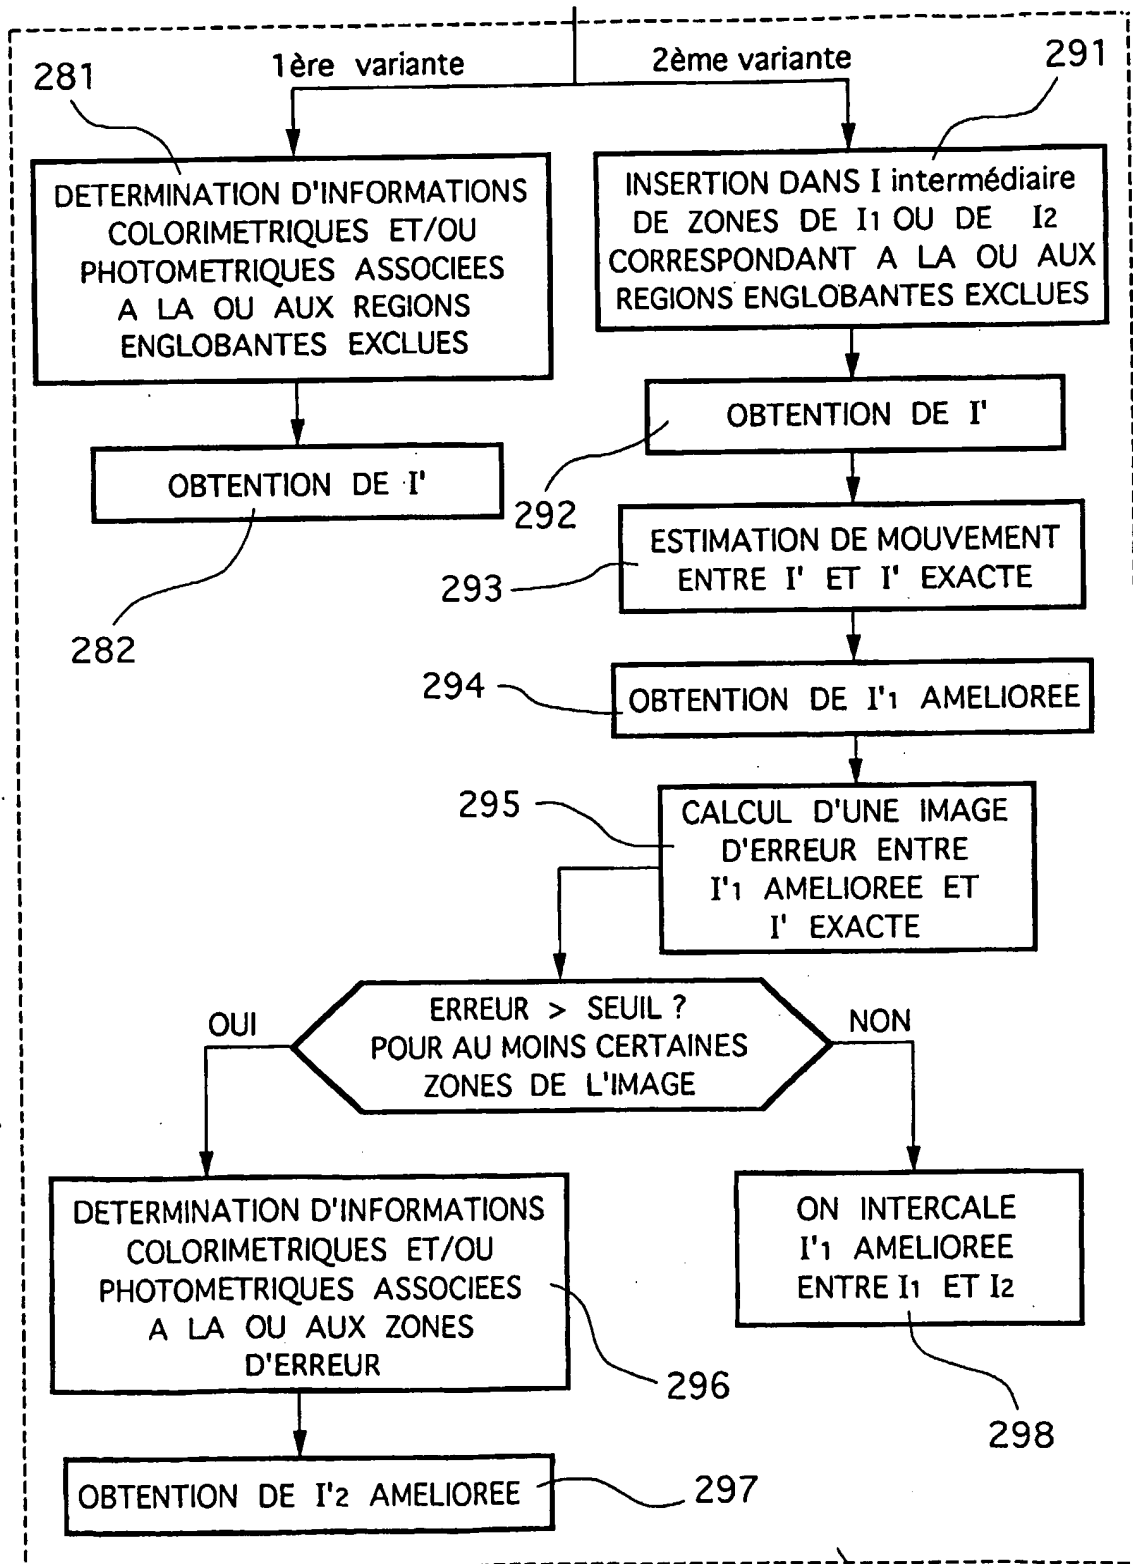 1ère variante
2ème variante
281
291
DETERMINATION D'INFORMATIONS
COLORIMETRIQUES ET/OU
PHOTOMETRIQUES ASSOCIEES
A LA OU AUX REGIONS
ENGLOBANTES EXCLUES
INSERTION DANS I intermédiaire
DE ZONES DE I1 OU DE I2
CORRESPONDANT A LA OU AUX
REGIONS ENGLOBANTES EXCLUES
OBTENTION DE I'
282
OBTENTION DE I'
292
ESTIMATION DE MOUVEMENT
ENTRE I' ET I' EXACTE
293
OBTENTION DE I'1 AMELIOREE
294
CALCUL D'UNE IMAGE
D'ERREUR ENTRE
I'1 AMELIOREE ET
I' EXACTE
295
ERREUR > SEUIL ?
POUR AU MOINS CERTAINES
ZONES DE L'IMAGE
OUI
NON
DETERMINATION D'INFORMATIONS
COLORIMETRIQUES ET/OU
PHOTOMETRIQUES ASSOCIEES
A LA OU AUX ZONES
D'ERREUR
296
ON INTERCALE
I'1 AMELIOREE
ENTRE I1 ET I2
298
OBTENTION DE I'2 AMELIOREE
297